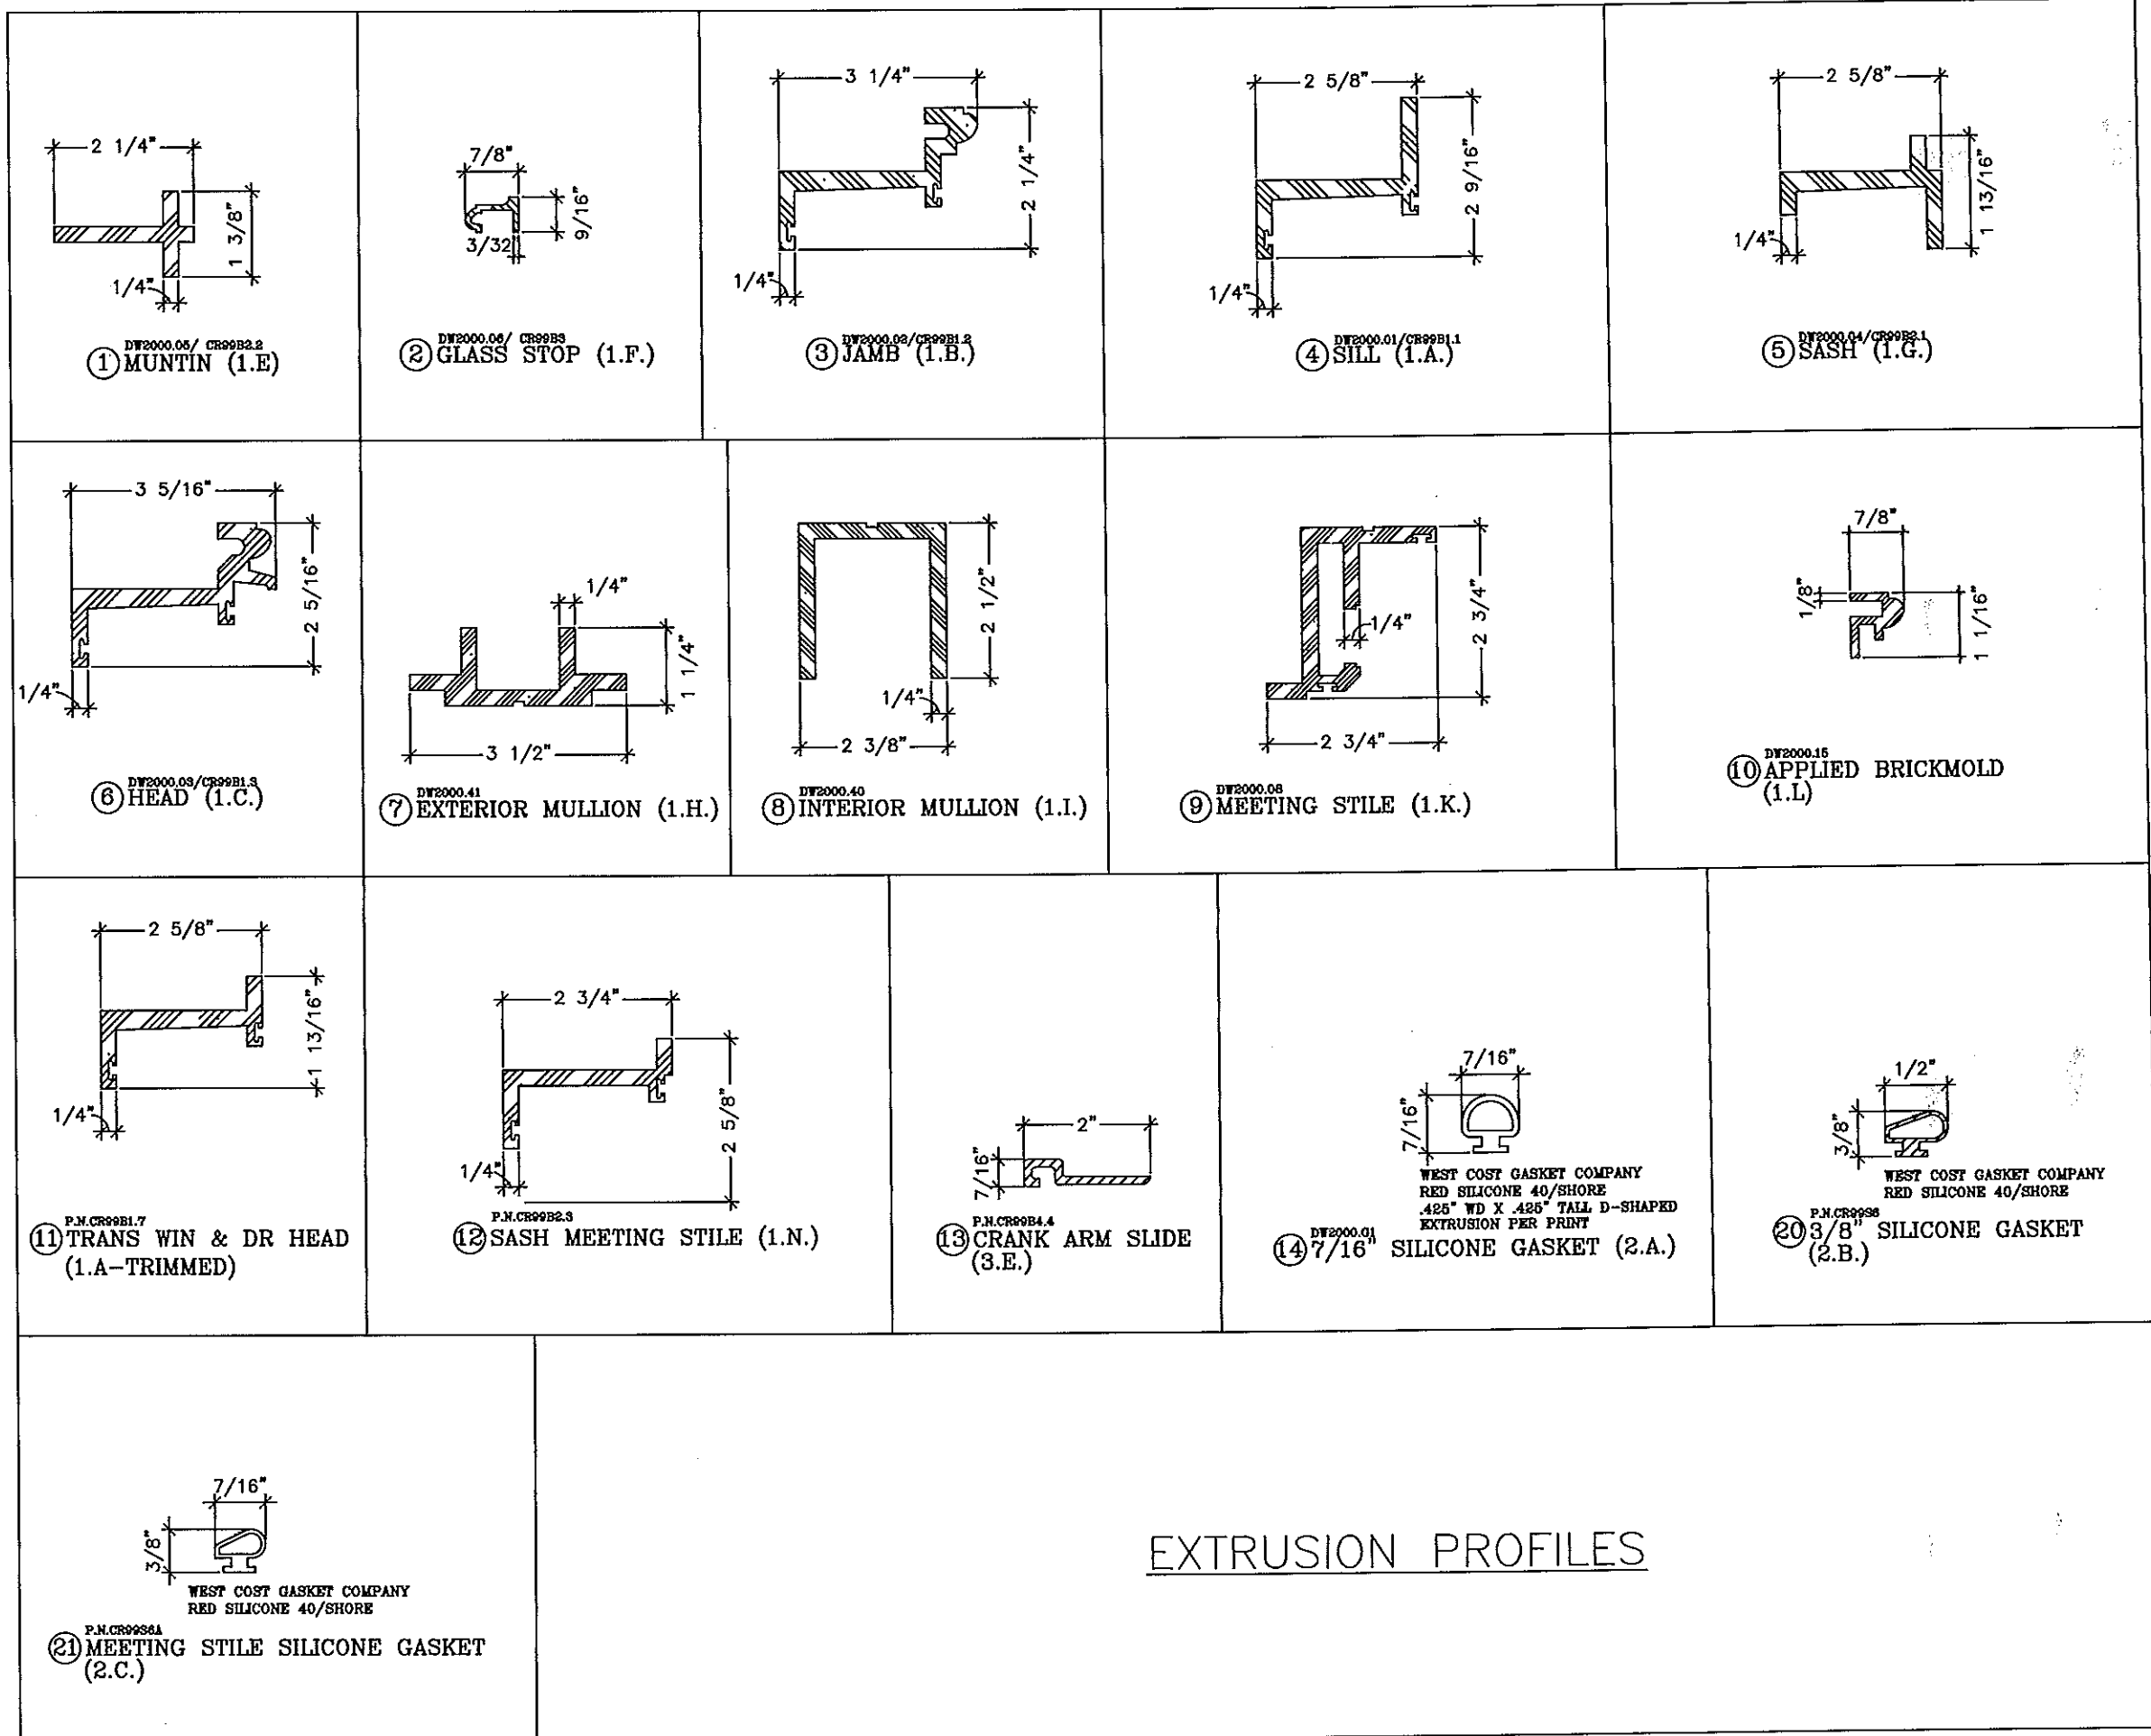 2 1/4"
1 3/8"
1/4"
DW2000.05/ CR99B2.2
1 MUNTIN (1.E)
7/8"
9/16"
3/32
DW2000.06/ CR99B3
2 GLASS STOP (1.F.)
3 1/4"
2 1/4"
1/4"
DW2000.02/CR99B1.2
3 JAMB (1.B.)
2 5/8"
2 9/16"
1/4"
DW2000.01/CR99B1.1
4 SILL (1.A.)
2 5/8"
1 13/16"
1/4"
DW2000.04/CR99B2.1
5 SASH (1.G.)
3 5/16"
2 5/16"
1/4"
DW2000.03/CR99B1.3
6 HEAD (1.C.)
1/4"
1 1/4"
3 1/2"
DW2000.41
7 EXTERIOR MULLION (1.H.)
2 1/2"
1/4"
2 3/8"
DW2000.40
8 INTERIOR MULLION (1.I.)
1/4"
2 3/4"
2 3/4"
DW2000.08
9 MEETING STILE (1.K.)
7/8"
1/8"
1 1/16"
DW2000.15
10 APPLIED BRICKMOLD
(1.L)
2 5/8"
1 13/16"
1/4"
P.N.CR99B1.7
11 TRANS WIN & DR HEAD
(1.A-TRIMMED)
2 3/4"
2 5/8"
1/4"
P.N.CR99B2.3
12 SASH MEETING STILE (1.N.)
2"
7/16"
P.N.CR99B4.4
13 CRANK ARM SLIDE
(3.E.)
7/16"
7/16"
WEST COST GASKET COMPANY
RED SILICONE 40/SHORE
.425" WD X .425" TALL D-SHAPED
EXTRUSION PER PRINT
DW2000.G1
14 7/16" SILICONE GASKET (2.A.)
1/2"
3/8"
WEST COST GASKET COMPANY
RED SILICONE 40/SHORE
P.N.CR99S6
20 3/8" SILICONE GASKET
(2.B.)
7/16"
3/8"
WEST COST GASKET COMPANY
RED SILICONE 40/SHORE
P.N.CR99S6A
21 MEETING STILE SILICONE GASKET
(2.C.)
EXTRUSION PROFILES